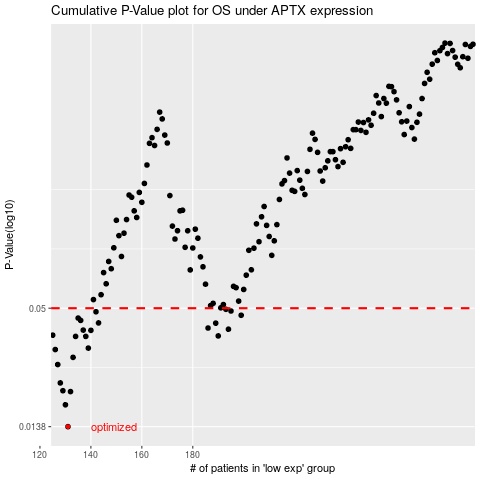 Cumulative P-Value plot for OS under APTX expression
P-Value(log10)
0.05
0.0138
optimized
120 140 160 180
# of patients in 'low exp' group